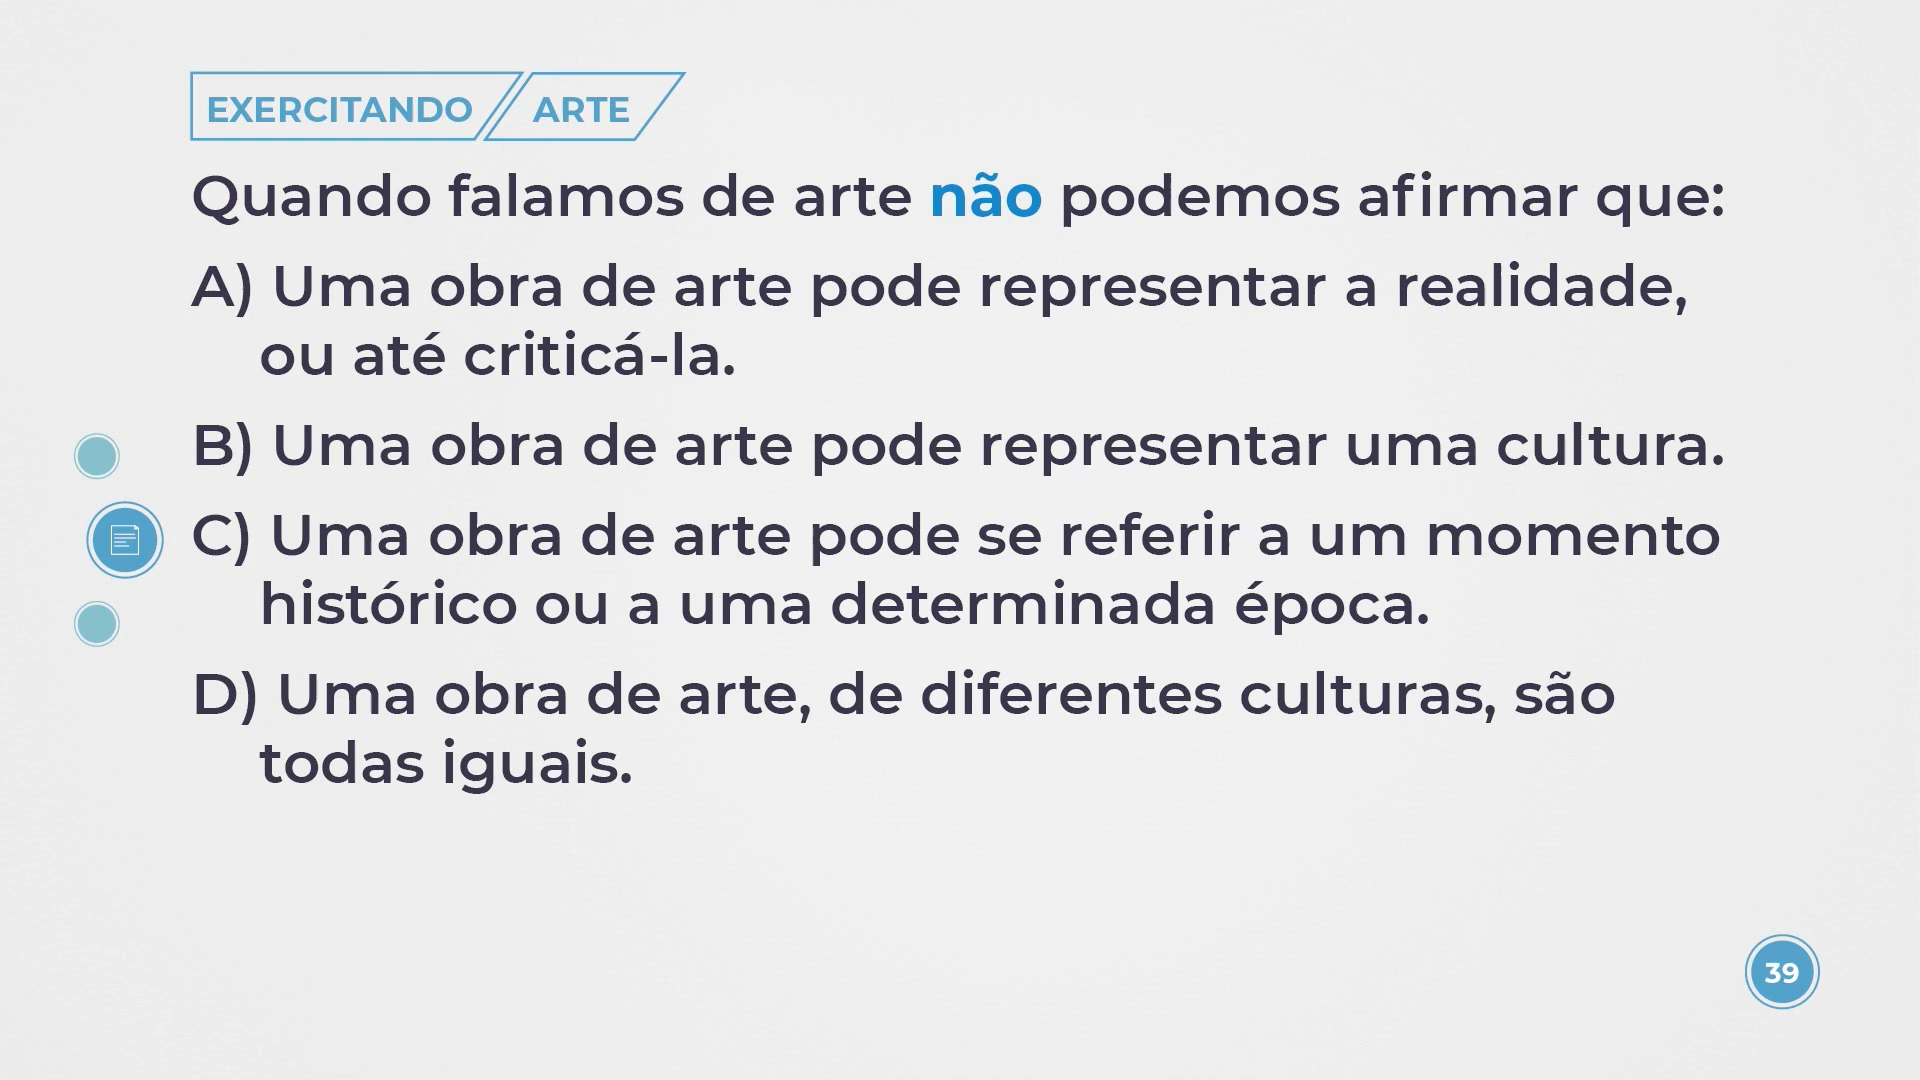 EXERCITANDO ARTE
Quando falamos de arte não podemos afirmar que:
A) Uma obra de arte pode representar a realidade,
ou até criticá-la.
B) Uma obra de arte pode representar uma cultura.
C) Uma obra de arte pode se referir a um momento
histórico ou a uma determinada época.
D) Uma obra de arte, de diferentes culturas, são
todas iguais.
39